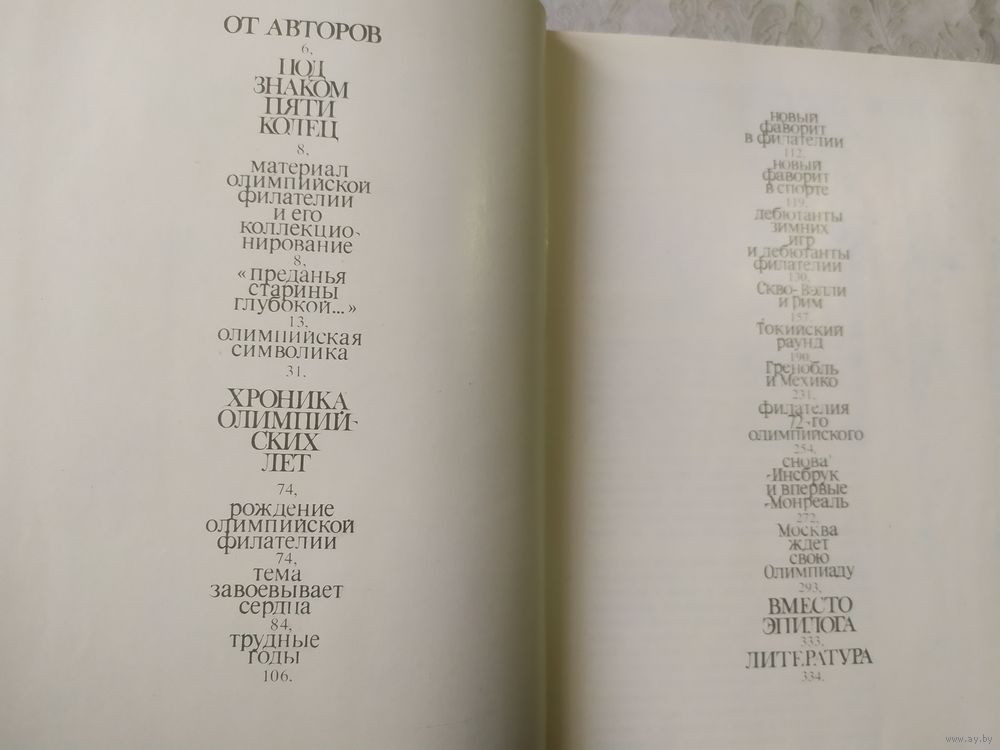 ОТ АВТОРОВ
6,
ПОД
ЗНАКОМ
ПЯТИ
КОЛЕЦ
8,
материал
олимпийской
филателии
и его
коллекцио-
нирование
8,
«преданья
старины
глубокой...»
13,
олимпийская
символика
31.
ХРОНИКА
ОЛИМПИЙ-
СКИХ
ЛЕТ
74,
рождение
олимпийской
филателии
74,
тема
завоевывает
сердца
84,
трудные
годы
106.
новый
фаворит
в филателии
112,
новый
фаворит
в спорте
119,
дебютанты
зимних
игр
и дебютанты
филателии
130,
Скво-Вэлли
и Рим
157,
Токийский
раунд
190,
Гренобль
и Мехико
231,
филателия
72-го
олимпийского
254,
снова
-Инсбрук
и впервые
-Монреаль
272,
Москва
ждет
свою
Олимпиаду
293,
ВМЕСТО
ЭПИЛОГА
333,
ЛИТЕРАТУРА
334.
www.ay.by